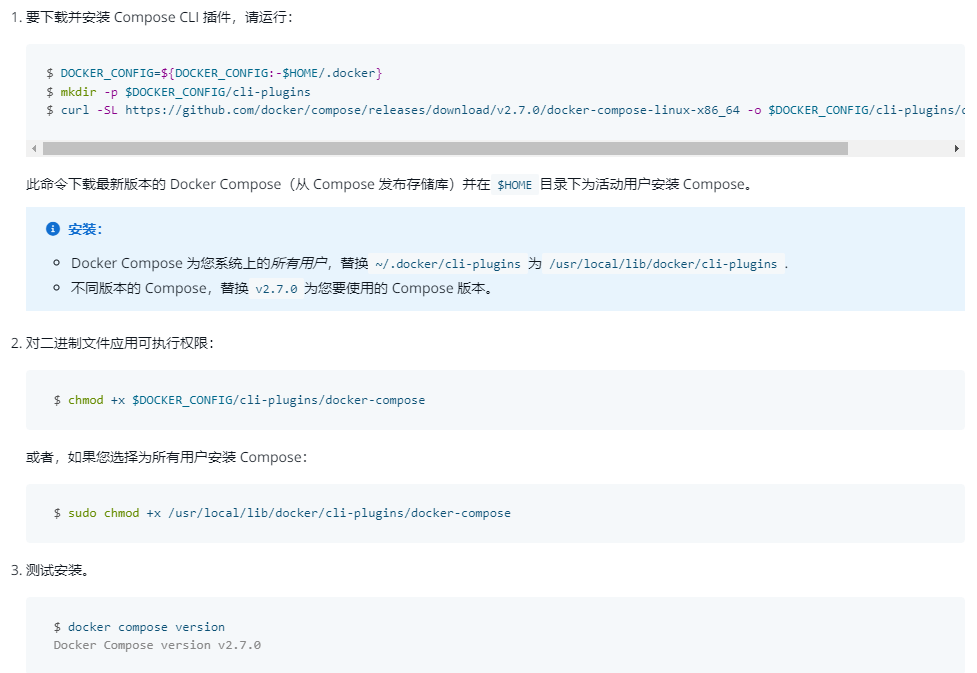 1. 要下载并安装 Compose CLI 插件，请运行：
$ DOCKER_CONFIG=${DOCKER_CONFIG:-$HOME/.docker}
$ mkdir -p $DOCKER_CONFIG/cli-plugins
$ curl -SL https://github.com/docker/compose/releases/download/v2.7.0/docker-compose-linux-x86_64 -o $DOCKER_CONFIG/cli-plugins/
此命令下载最新版本的 Docker Compose（从 Compose 发布存储库）并在 $HOME 目录下为活动用户安装 Compose。
安装：
Docker Compose 为您系统上的所有用户，替换 ~/.docker/cli-plugins 为 /usr/local/lib/docker/cli-plugins .
不同版本的 Compose，替换 v2.7.0 为您要使用的 Compose 版本。
2. 对二进制文件应用可执行权限：
$ chmod +x $DOCKER_CONFIG/cli-plugins/docker-compose
或者，如果您选择为所有用户安装 Compose：
$ sudo chmod +x /usr/local/lib/docker/cli-plugins/docker-compose
3. 测试安装。
$ docker compose version
Docker Compose version v2.7.0